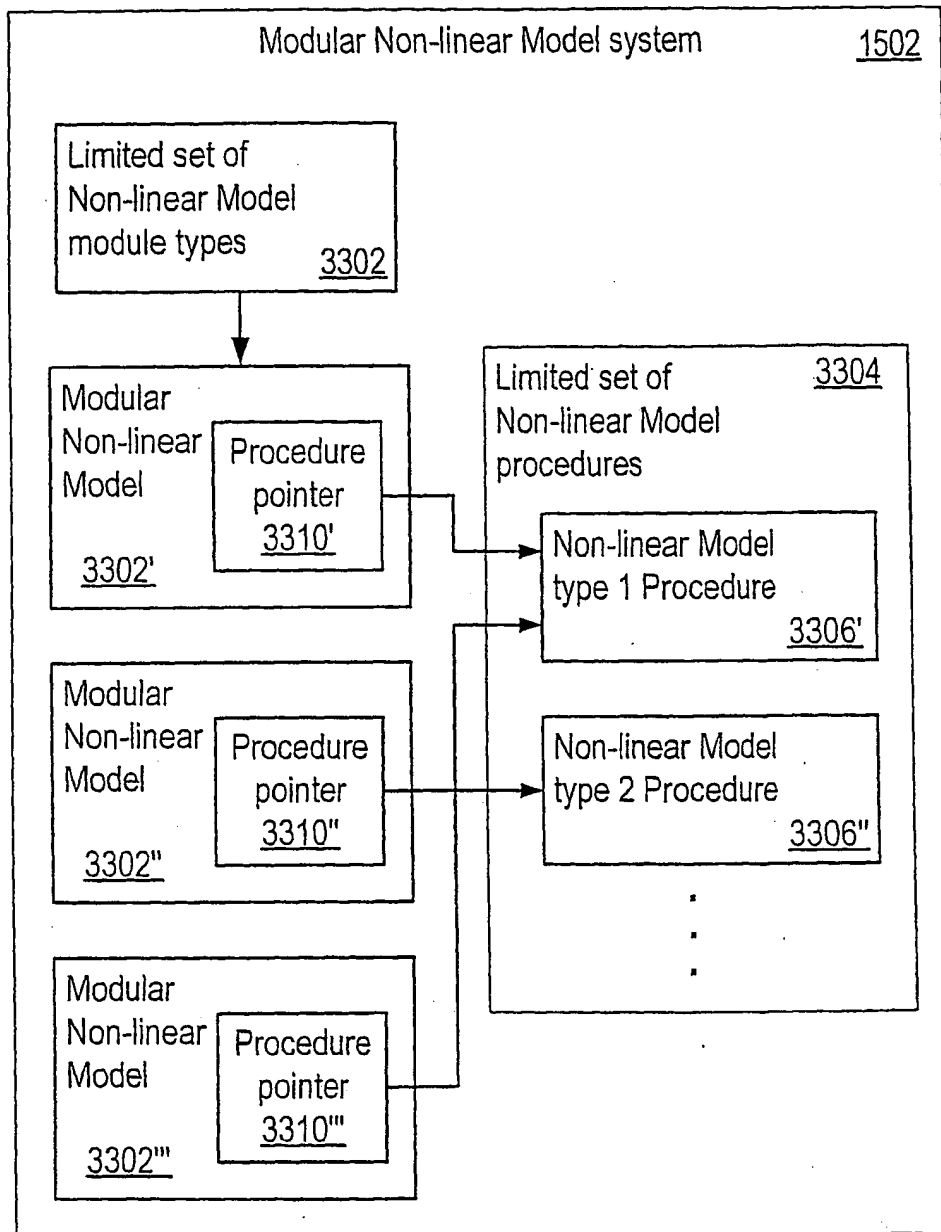 Modular Non-linear Model system 1502
Limited set of
Non-linear Model
module types
3302
Modular
Non-linear
Model
3302'
Procedure
pointer
3310'
Limited set of 3304
Non-linear Model
procedures
Non-linear Model
type 1 Procedure
3306'
Modular
Non-linear
Model
3302"
Procedure
pointer
3310"
Non-linear Model
type 2 Procedure
3306"
Modular
Non-linear
Model
3302'''
Procedure
pointer
3310'''